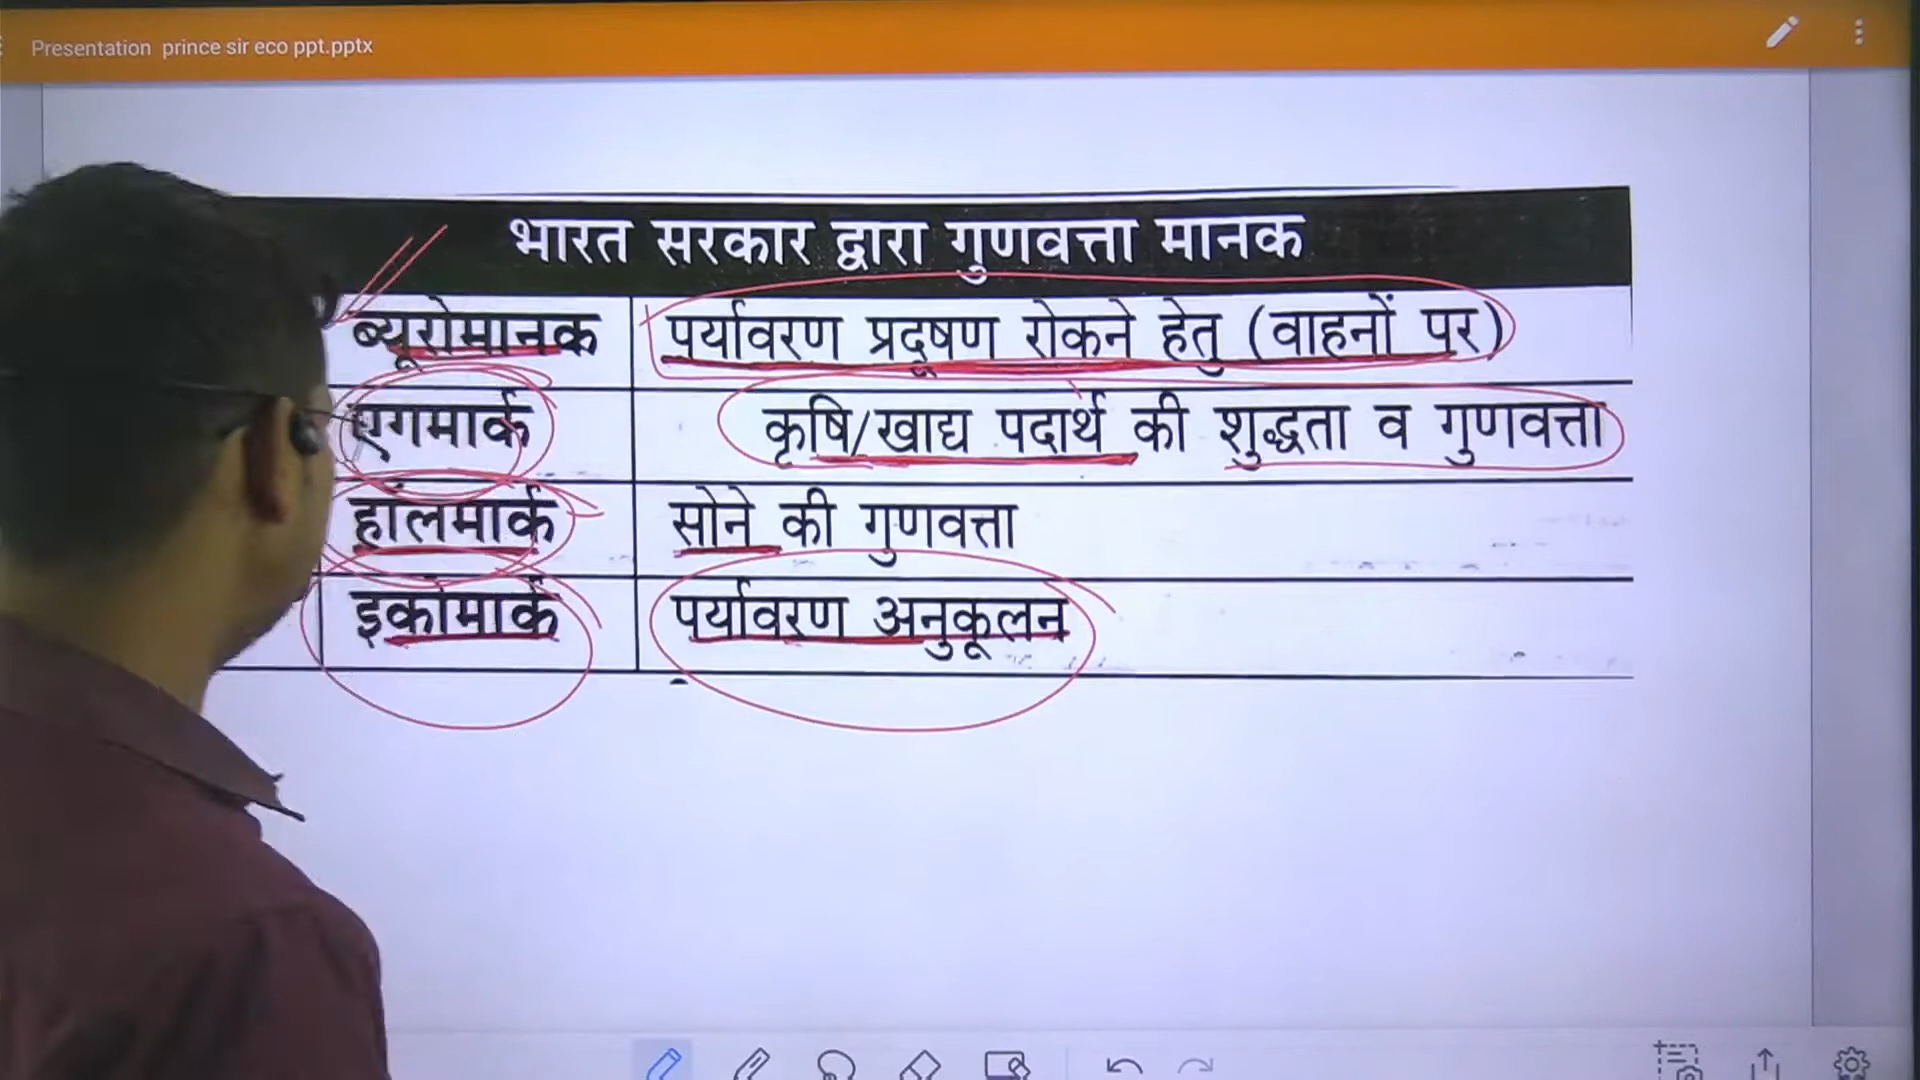 Presentation prince sir eco ppt.pptx
भारत सरकार द्वारा गुणवत्ता मानक
ब्यूरोमानक पर्यावरण प्रदूषण रोकने हेतु (वाहनों पर)
एगमार्क कृषि/खाद्य पदार्थ की शुद्धता व गुणवत्ता
हॉलमार्क सोने की गुणवत्ता
इकोमार्क पर्यावरण अनुकूलन